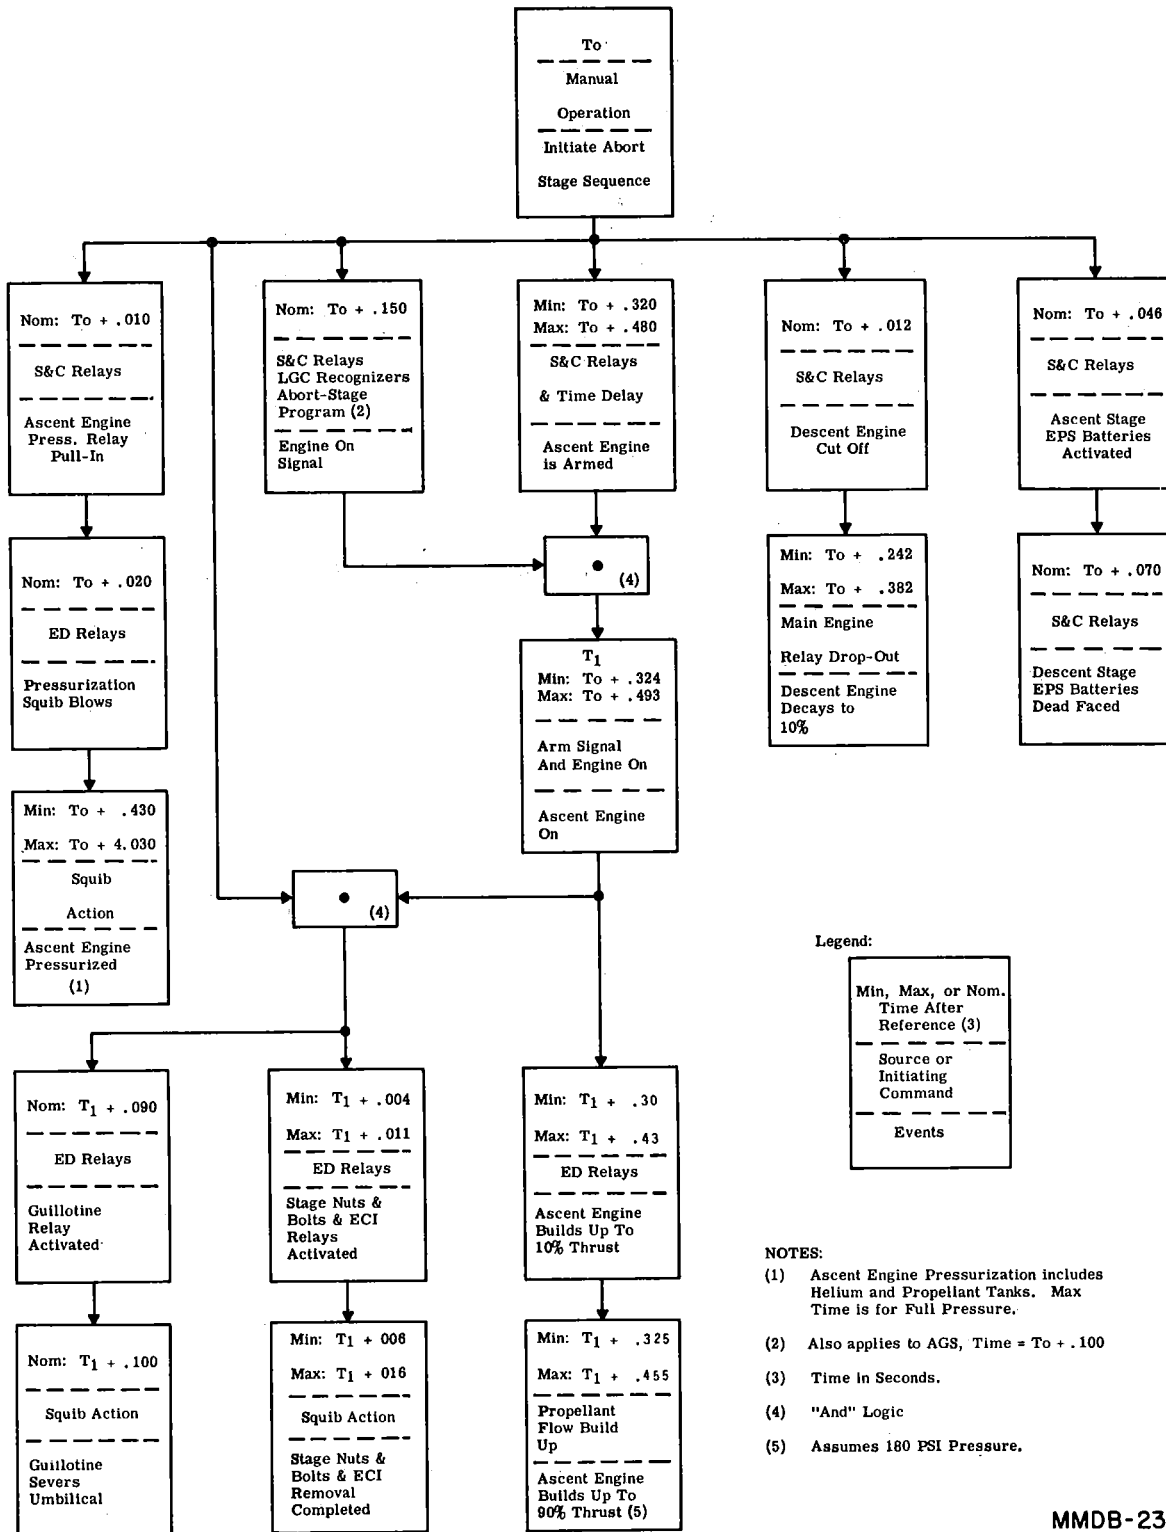 To
Manual
Operation
Initiate Abort
Stage Sequence
Nom: To + .010
S&C Relays
Ascent Engine
Press. Relay
Pull-In
Nom: To + .150
S&C Relays
LGC Recognizers
Abort-Stage
Program (2)
Engine On
Signal
Min: To + .320
Max: To + .480
S&C Relays
& Time Delay
Ascent Engine
is Armed
Nom: To + .012
S&C Relays
Descent Engine
Cut Off
Nom: To + .046
S&C Relays
Ascent Stage
EPS Batteries
Activated
Nom: To + .020
ED Relays
Pressurization
Squib Blows
(4)
Min: To + .242
Max: To + .382
Main Engine
Relay Drop-Out
Descent Engine
Decays to
10%
Nom: To + .070
S&C Relays
Descent Stage
EPS Batteries
Dead Faced
T1
Min: To + .324
Max: To + .493
Arm Signal
And Engine On
Ascent Engine
On
Min: To + .430
Max: To + 4.030
Squib
Action
Ascent Engine
Pressurized
(1)
(4)
Legend:
Min, Max, or Nom.
Time After
Reference (3)
Source or
Initiating
Command
Events
Nom: T1 + .090
ED Relays
Guillotine
Relay
Activated
Min: T1 + .004
Max: T1 + .011
ED Relays
Stage Nuts &
Bolts & ECI
Relays
Activated
Min: T1 + .30
Max: T1 + .43
ED Relays
Ascent Engine
Builds Up To
10% Thrust
Nom: T1 + .100
Squib Action
Guillotine
Severs
Umbilical
Min: T1 + 006
Max: T1 + 016
Squib Action
Stage Nuts &
Bolts & ECI
Removal
Completed
Min: T1 + .325
Max: T1 + .455
Propellant
Flow Build
Up
Ascent Engine
Builds Up To
90% Thrust (5)
NOTES:
(1) Ascent Engine Pressurization includes
Helium and Propellant Tanks. Max
Time is for Full Pressure.
(2) Also applies to AGS, Time = To + .100
(3) Time in Seconds.
(4) "And" Logic
(5) Assumes 180 PSI Pressure.
MMDB-23